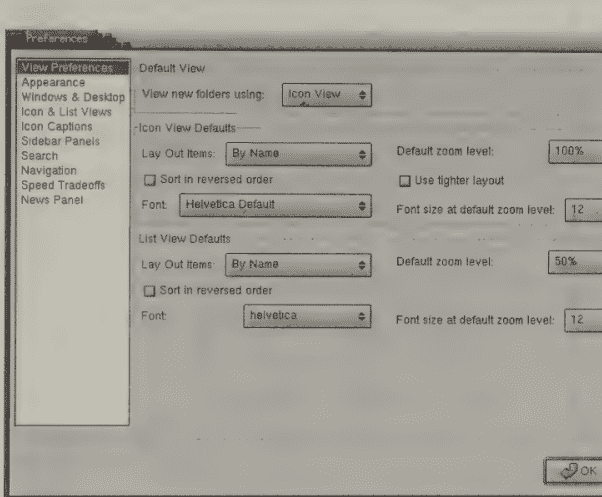 Preferences
View Preferences
Appearance
Windows & Desktop
Icon & List Views
Icon Captions
Sidebar Panels
Search
Navigation
Speed Tradeoffs
News Panel
Default View
View new folders using: Icon View
Icon View Defaults
Lay Out Items: By Name
Default zoom level: 100%
Sort in reversed order
Use tighter layout
Font: Helvetica Default
Font size at default zoom level: 12
List View Defaults
Lay Out Items: By Name
Default zoom level: 50%
Sort in reversed order
Font: helvetica
Font size at default zoom level: 12
OK